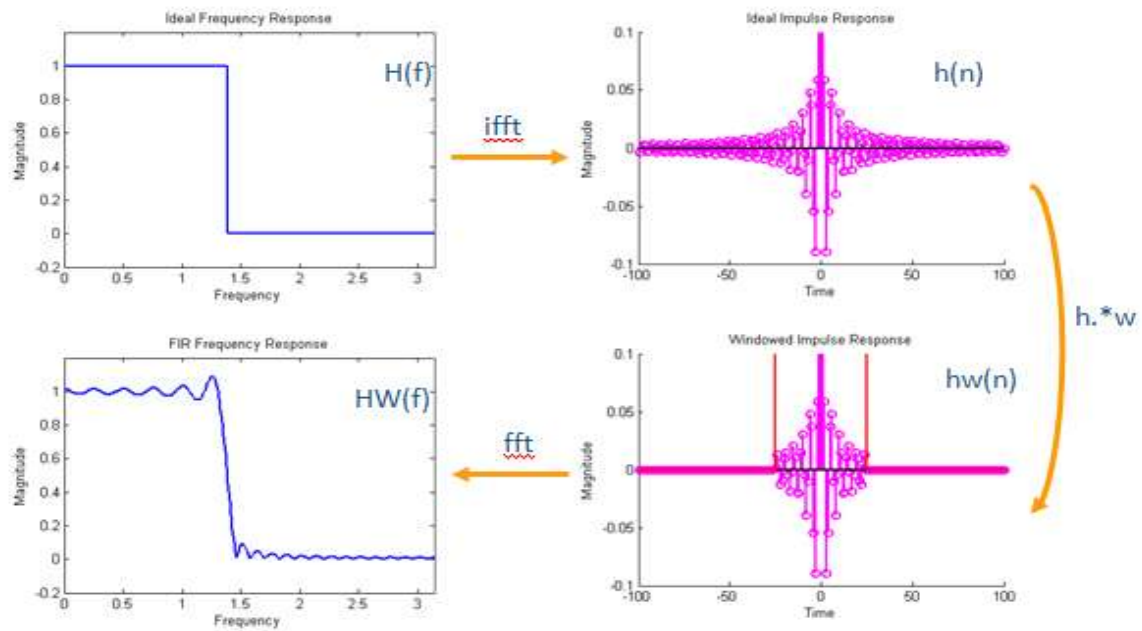 Ideal Frequency Response
H(f)
Magnitude
1
0.8
0.6
0.4
0.2
0
-0.2
0 0.5 1 1.5 2 2.5 3
Frequency
ifft
Ideal Impulse Response
h(n)
Magnitude
0.1
0.05
0
-0.05
-0.1
-100 -50 0 50 100
Time
h.*w
FIR Frequency Response
HW(f)
Magnitude
1
0.8
0.6
0.4
0.2
0
-0.2
0 0.5 1 1.5 2 2.5 3
Frequency
fft
Windowed Impulse Response
hw(n)
Magnitude
0.1
0.05
0
-0.05
-0.1
-100 -50 0 50 100
Time